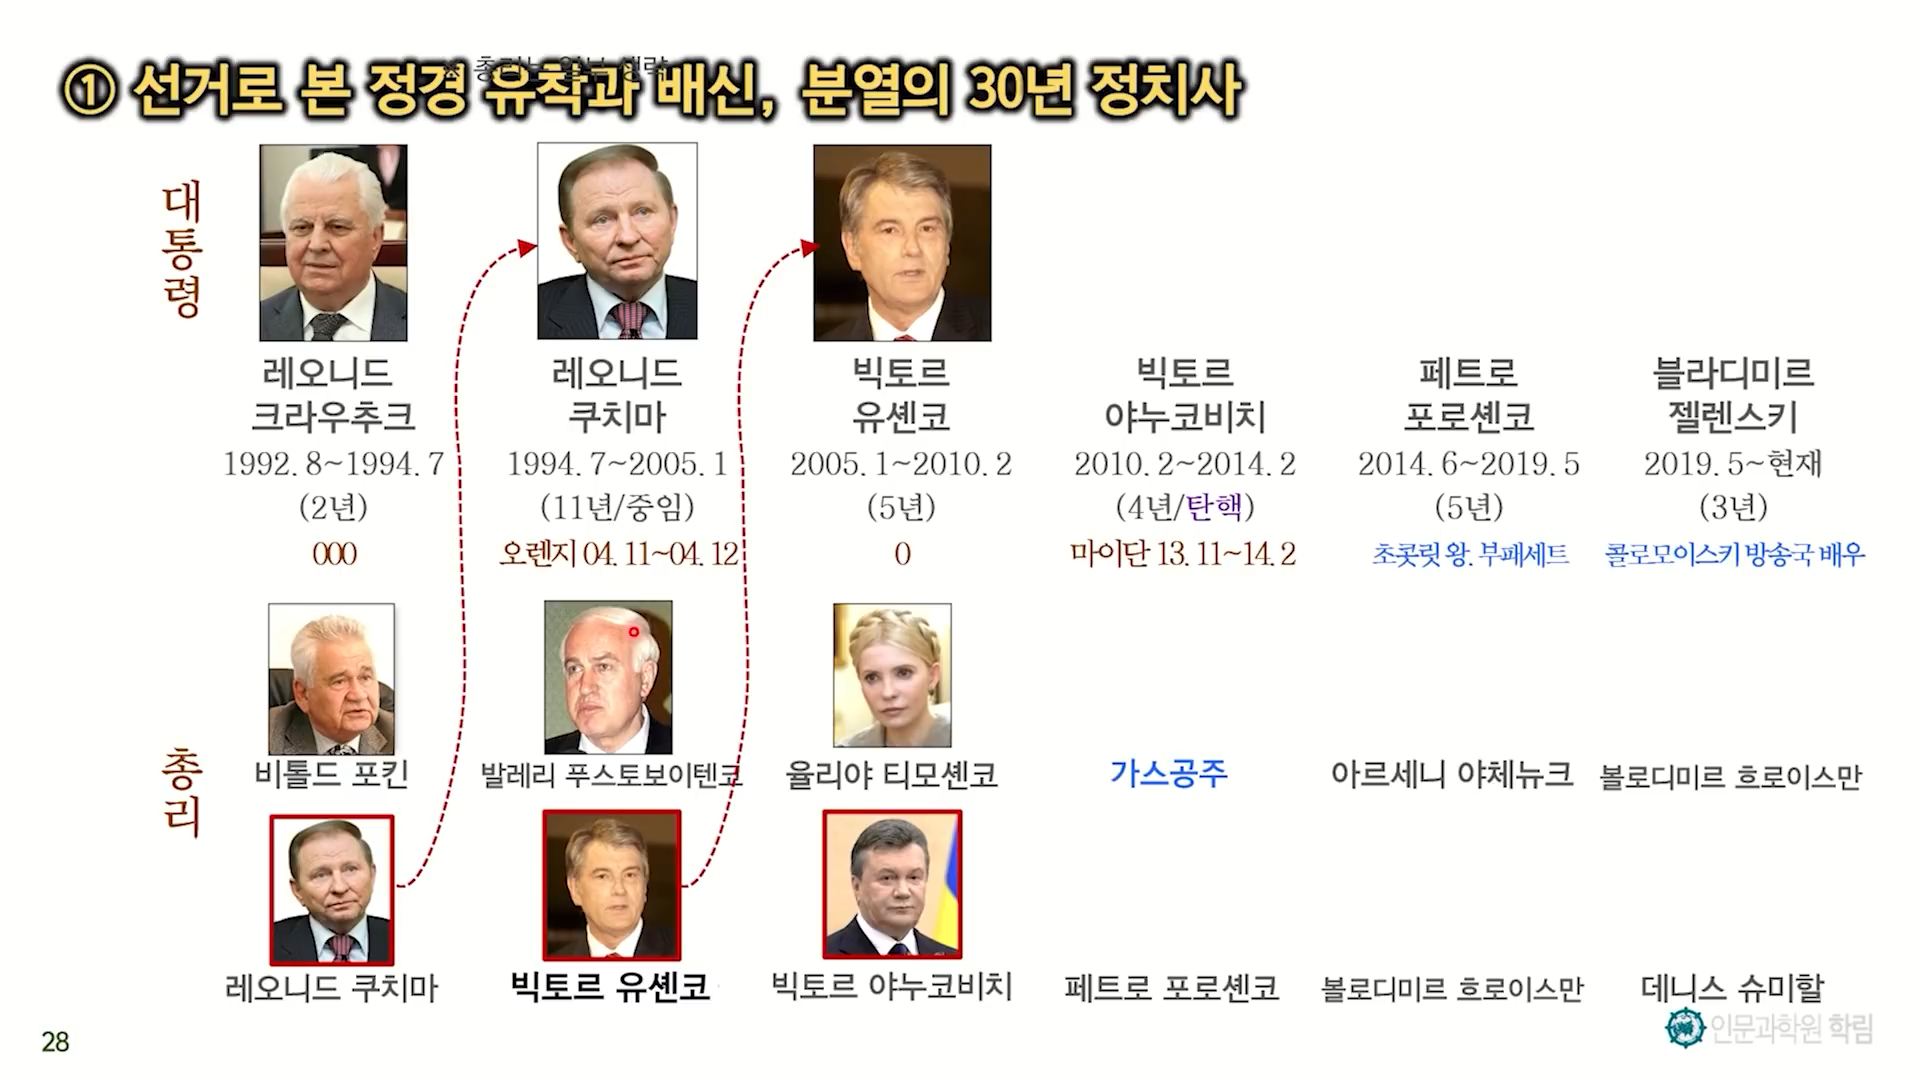 ① 선거로 본 정경 유착과 배신, 분열의 30년 정치사
※ 총리는 일부 생략
대통령
레오니드
크라우추크
1992. 8~1994. 7
(2년)
000
레오니드
쿠치마
1994. 7~2005. 1
(11년/중임)
오렌지 04. 11~04. 12
빅토르
유셴코
2005. 1~2010. 2
(5년)
0
빅토르
야누코비치
2010. 2~2014. 2
(4년/탄핵)
마이단 13. 11~14. 2
페트로
포로셴코
2014. 6~2019. 5
(5년)
초콧릿 왕. 부패세트
블라디미르
젤렌스키
2019. 5~현재
(3년)
콜로모이스키 방송국 배우
총리
비톨드 포킨
발레리 푸스토보이텐코
율리야 티모셴코
가스공주
아르세니 야체뉴크
볼로디미르 흐로이스만
레오니드 쿠치마
빅토르 유셴코
빅토르 야누코비치
페트로 포로셴코
볼로디미르 흐로이스만
데니스 슈미할
28
인문과학원 학림